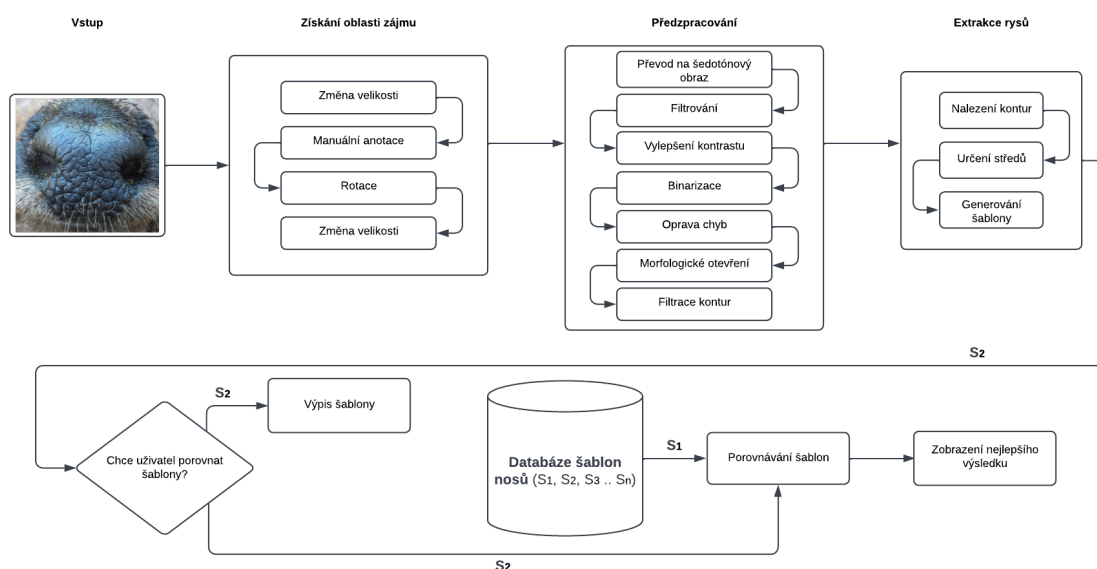 Vstup
Získání oblasti zájmu
Předzpracování
Extrakce rysů
Změna velikosti
Manuální anotace
Rotace
Změna velikosti
Převod na šedotónový
obraz
Filtrování
Vylepšení kontrastu
Binarizace
Oprava chyb
Morfologické otevření
Filtrace kontur
Nalezení kontur
Určení středů
Generování
šablony
S2
Chce uživatel porovnat
šablony?
S2
Výpis šablony
Databáze šablon
nosů (S1, S2, S3 .. Sn)
S1
Porovnávání šablon
Zobrazení nejlepšího
výsledku
S2